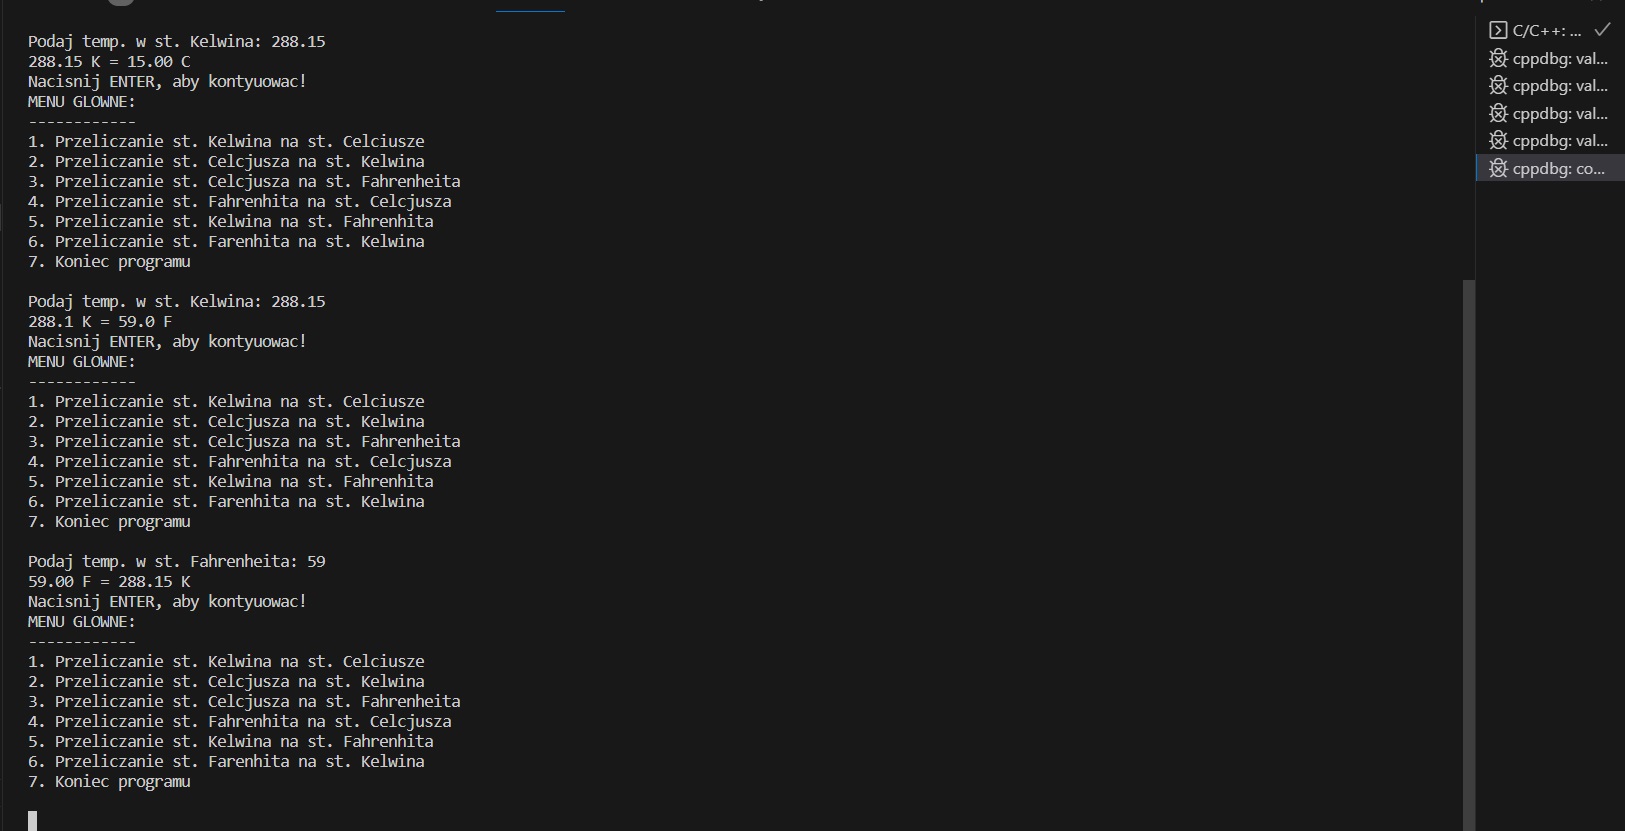 Podaj temp. w st. Kelwina: 288.15
288.15 K = 15.00 C
Nacisnij ENTER, aby kontyuowac!
MENU GLOWNE:
------------
1. Przeliczanie st. Kelwina na st. Celciusze
2. Przeliczanie st. Celcjusza na st. Kelwina
3. Przeliczanie st. Celcjusza na st. Fahrenheita
4. Przeliczanie st. Fahrenhita na st. Celcjusza
5. Przeliczanie st. Kelwina na st. Fahrenhita
6. Przeliczanie st. Farenhita na st. Kelwina
7. Koniec programu
Podaj temp. w st. Kelwina: 288.15
288.1 K = 59.0 F
Nacisnij ENTER, aby kontyuowac!
MENU GLOWNE:
------------
1. Przeliczanie st. Kelwina na st. Celciusze
2. Przeliczanie st. Celcjusza na st. Kelwina
3. Przeliczanie st. Celcjusza na st. Fahrenheita
4. Przeliczanie st. Fahrenhita na st. Celcjusza
5. Przeliczanie st. Kelwina na st. Fahrenhita
6. Przeliczanie st. Farenhita na st. Kelwina
7. Koniec programu
Podaj temp. w st. Fahrenheita: 59
59.00 F = 288.15 K
Nacisnij ENTER, aby kontyuowac!
MENU GLOWNE:
------------
1. Przeliczanie st. Kelwina na st. Celciusze
2. Przeliczanie st. Celcjusza na st. Kelwina
3. Przeliczanie st. Celcjusza na st. Fahrenheita
4. Przeliczanie st. Fahrenhita na st. Celcjusza
5. Przeliczanie st. Kelwina na st. Fahrenhita
6. Przeliczanie st. Farenhita na st. Kelwina
7. Koniec programu
C/C++: ...
cppdbg: val...
cppdbg: val...
cppdbg: val...
cppdbg: val...
cppdbg: co...